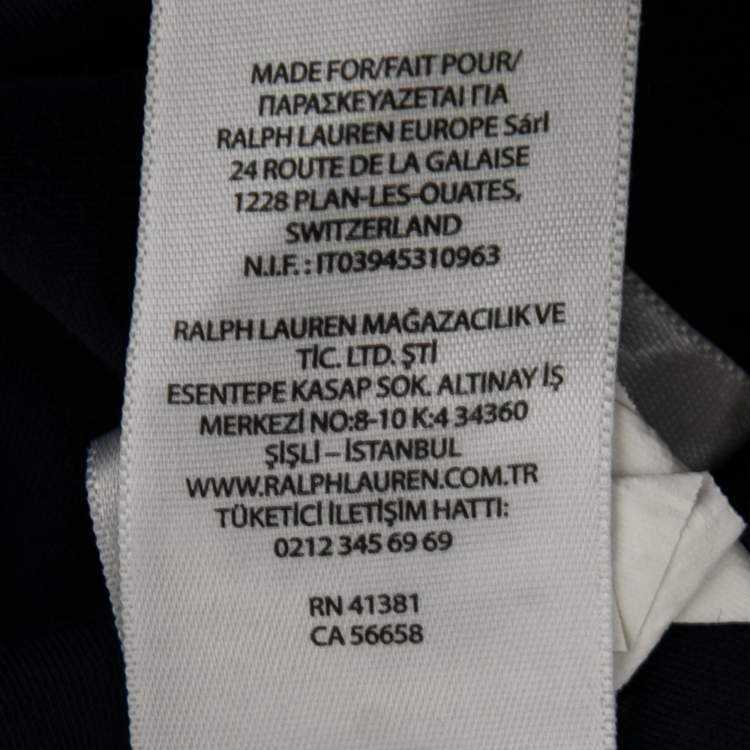 MADE FOR/FAIT POUR/
ΠΑΡΑΣΚΕΥΑΖΕΤΑΙ ΓΙΑ
RALPH LAUREN EUROPE Sárl
24 ROUTE DE LA GALAISE
1228 PLAN-LES-OUATES,
SWITZERLAND
N.I.F. : IT03945310963
RALPH LAUREN MAĞAZACILIK VE
TİC. LTD. ŞTİ
ESENTEPE KASAP SOK. ALTINAY İŞ
MERKEZİ NO:8-10 K:4 34360
ŞİŞLİ – İSTANBUL
WWW.RALPHLAUREN.COM.TR
TÜKETİCİ İLETİŞİM HATTI:
0212 345 69 69
RN 41381
CA 56658